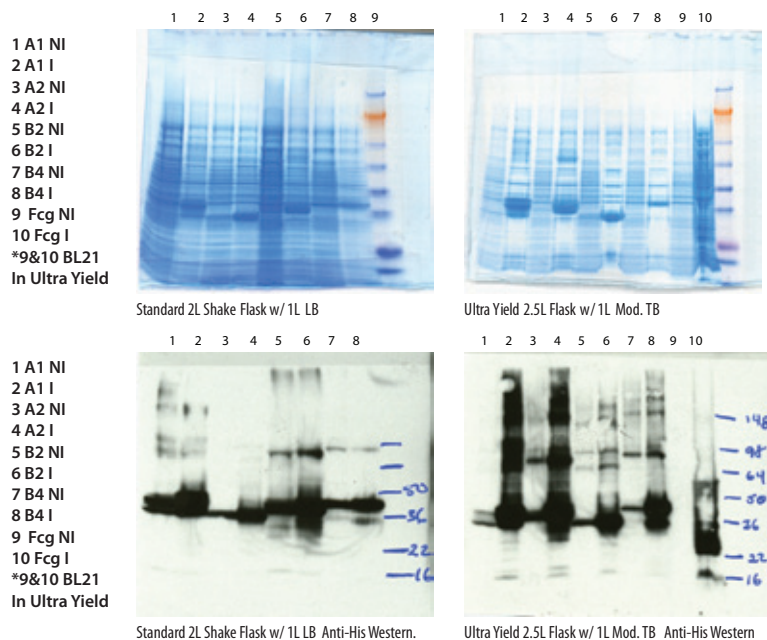 1 2 3 4 5 6 7 8 9
1 2 3 4 5 6 7 8 9 10
1 A1 NI
2 A1 I
3 A2 NI
4 A2 I
5 B2 NI
6 B2 I
7 B4 NI
8 B4 I
9 Fcg NI
10 Fcg I
*9&10 BL21
In Ultra Yield
Standard 2L Shake Flask w/ 1L LB
Ultra Yield 2.5L Flask w/ 1L Mod. TB
1 2 3 4 5 6 7 8
1 2 3 4 5 6 7 8 9 10
1 A1 NI
2 A1 I
3 A2 NI
4 A2 I
5 B2 NI
6 B2 I
7 B4 NI
8 B4 I
9 Fcg NI
10 Fcg I
*9&10 BL21
In Ultra Yield
50
36
22
16
148
98
64
50
36
22
16
Standard 2L Shake Flask w/ 1L LB Anti-His Western.
Ultra Yield 2.5L Flask w/ 1L Mod. TB Anti-His Western